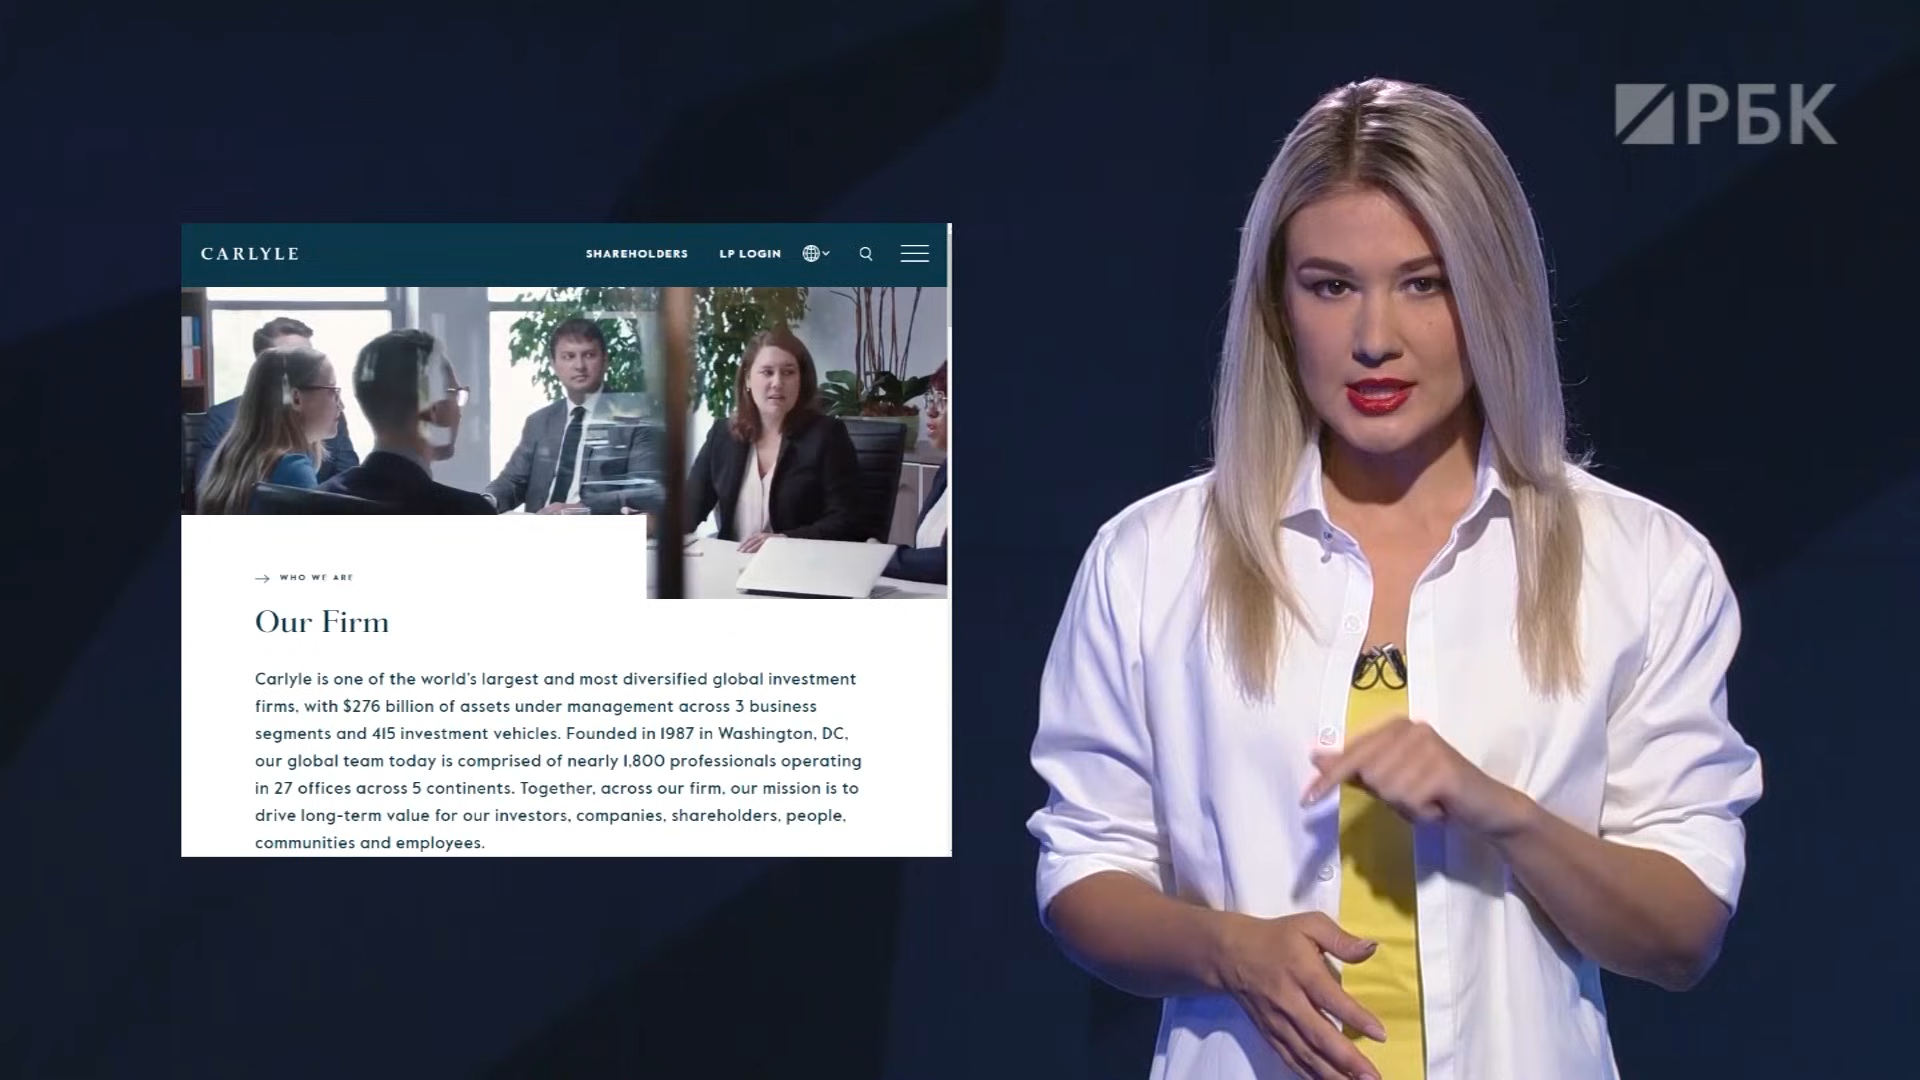 РБК
CARLYLE
SHAREHOLDERS
LP LOGIN
WHO WE ARE
Our Firm
Carlyle is one of the world's largest and most diversified global investment
firms, with $276 billion of assets under management across 3 business
segments and 415 investment vehicles. Founded in 1987 in Washington, DC,
our global team today is comprised of nearly 1,800 professionals operating
in 27 offices across 5 continents. Together, across our firm, our mission is to
drive long-term value for our investors, companies, shareholders, people,
communities and employees.